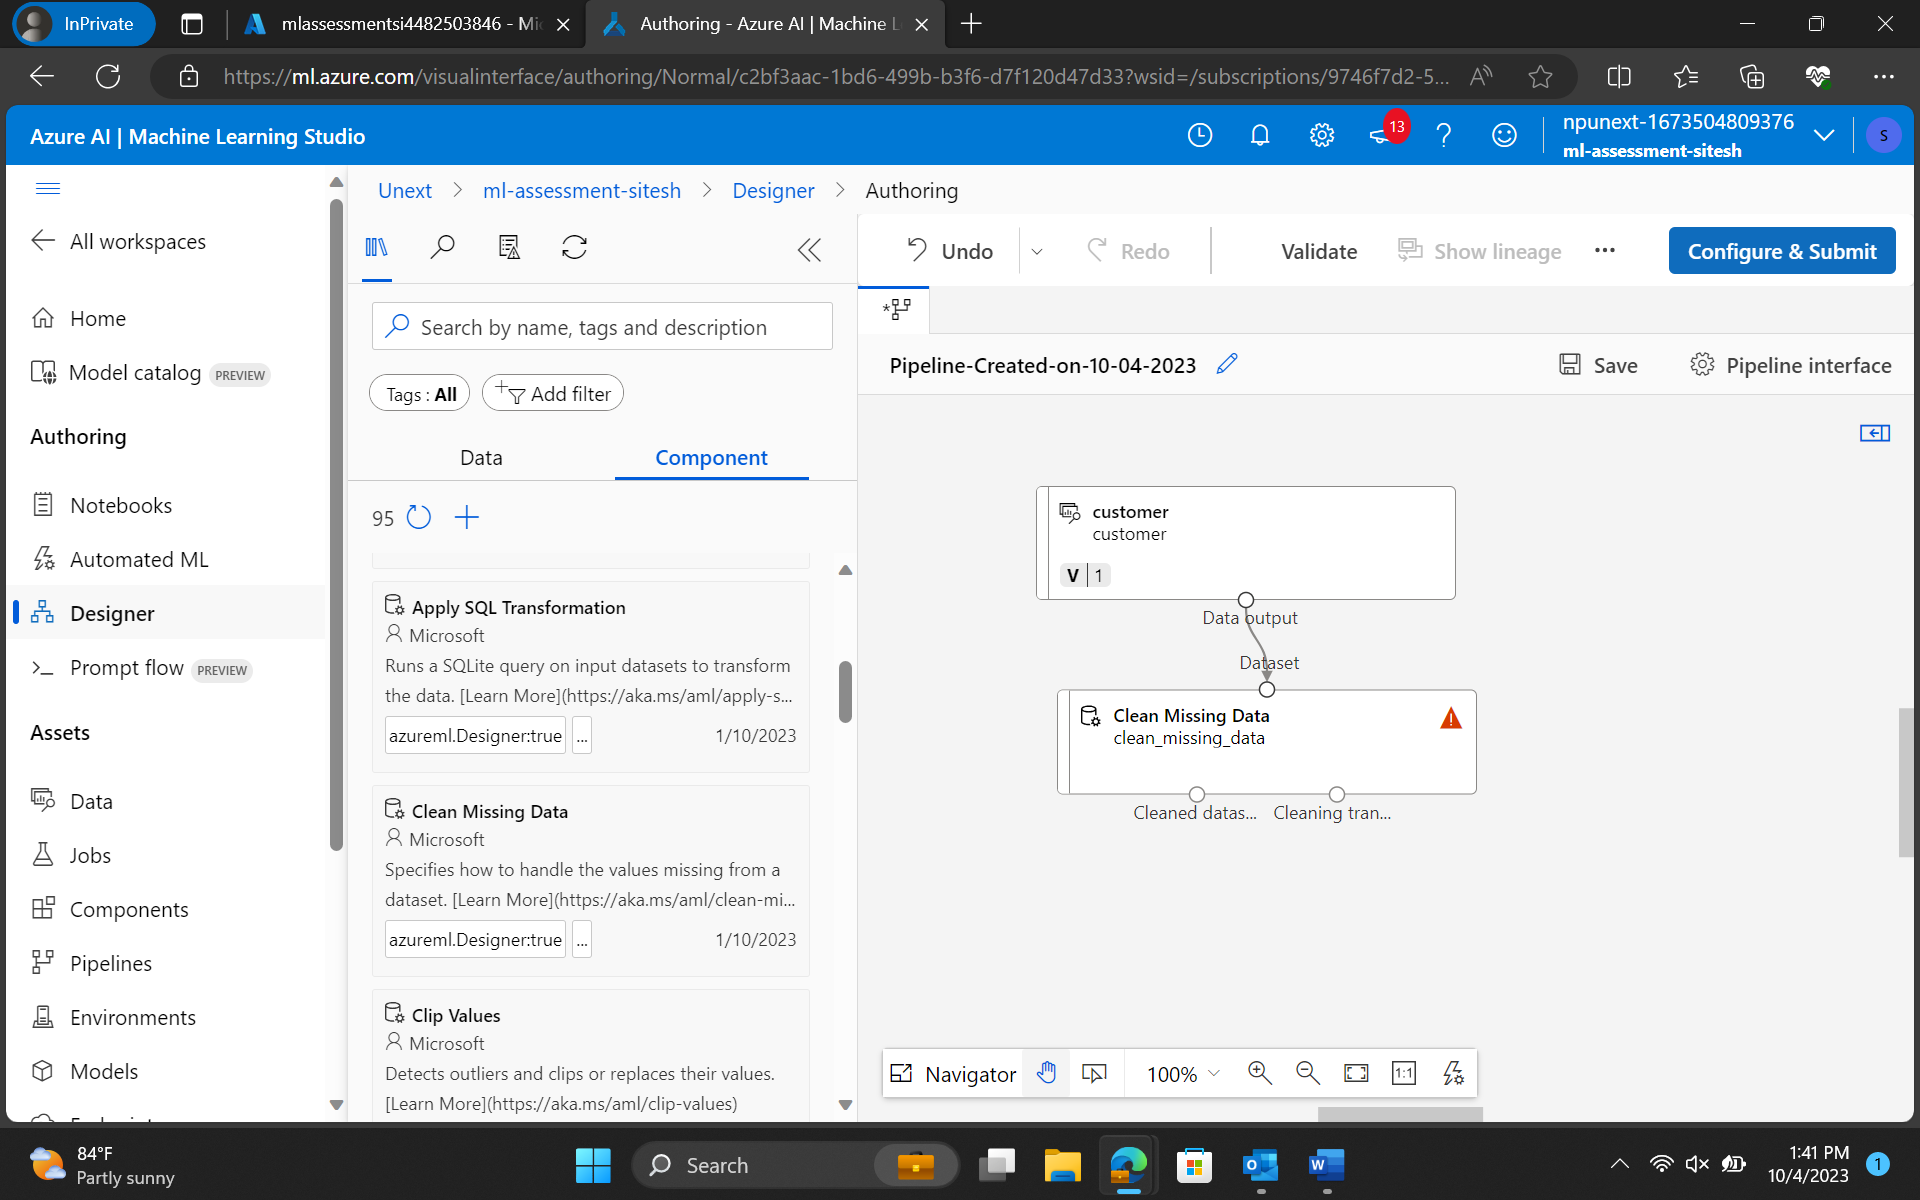 InPrivate
mlassessmentsi4482503846 - Mi
Authoring - Azure AI | Machine L
https://ml.azure.com/visualinterface/authoring/Normal/c2bf3aac-1bd6-499b-b3f6-d7f120d47d33?wsid=/subscriptions/9746f7d2-5...
Azure AI | Machine Learning Studio
13
npunext-1673504809376
ml-assessment-sitesh
S
Unext > ml-assessment-sitesh > Designer > Authoring
All workspaces
Home
Model catalog PREVIEW
Authoring
Notebooks
Automated ML
Designer
Prompt flow PREVIEW
Assets
Data
Jobs
Components
Pipelines
Environments
Models
Search by name, tags and description
Tags : All
Add filter
Data
Component
95
Apply SQL Transformation
Microsoft
Runs a SQLite query on input datasets to transform
the data. [Learn More](https://aka.ms/aml/apply-s...
azureml.Designer:true ... 1/10/2023
Clean Missing Data
Microsoft
Specifies how to handle the values missing from a
dataset. [Learn More](https://aka.ms/aml/clean-mi...
azureml.Designer:true ... 1/10/2023
Clip Values
Microsoft
Detects outliers and clips or replaces their values.
[Learn More](https://aka.ms/aml/clip-values)
Undo
Redo
Validate
Show lineage
...
Configure & Submit
Pipeline-Created-on-10-04-2023
Save
Pipeline interface
customer
customer
V | 1
Data output
Dataset
Clean Missing Data
clean_missing_data
Cleaned datas... Cleaning tran...
Navigator
100%
1:1
84°F
Partly sunny
Search
1:41 PM
10/4/2023
1